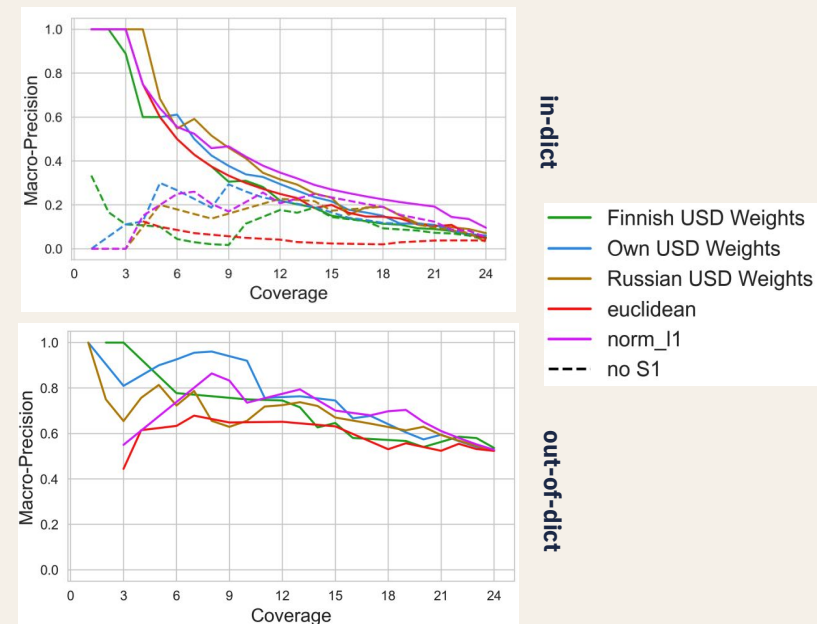 1.0
0.8
0.6
0.4
0.2
0.0
Macro-Precision
0 3 6 9 12 15 18 21 24
Coverage
in-dict
Finnish USD Weights
Own USD Weights
Russian USD Weights
euclidean
norm_l1
no S1
1.0
0.8
0.6
0.4
0.2
0.0
Macro-Precision
0 3 6 9 12 15 18 21 24
Coverage
out-of-dict